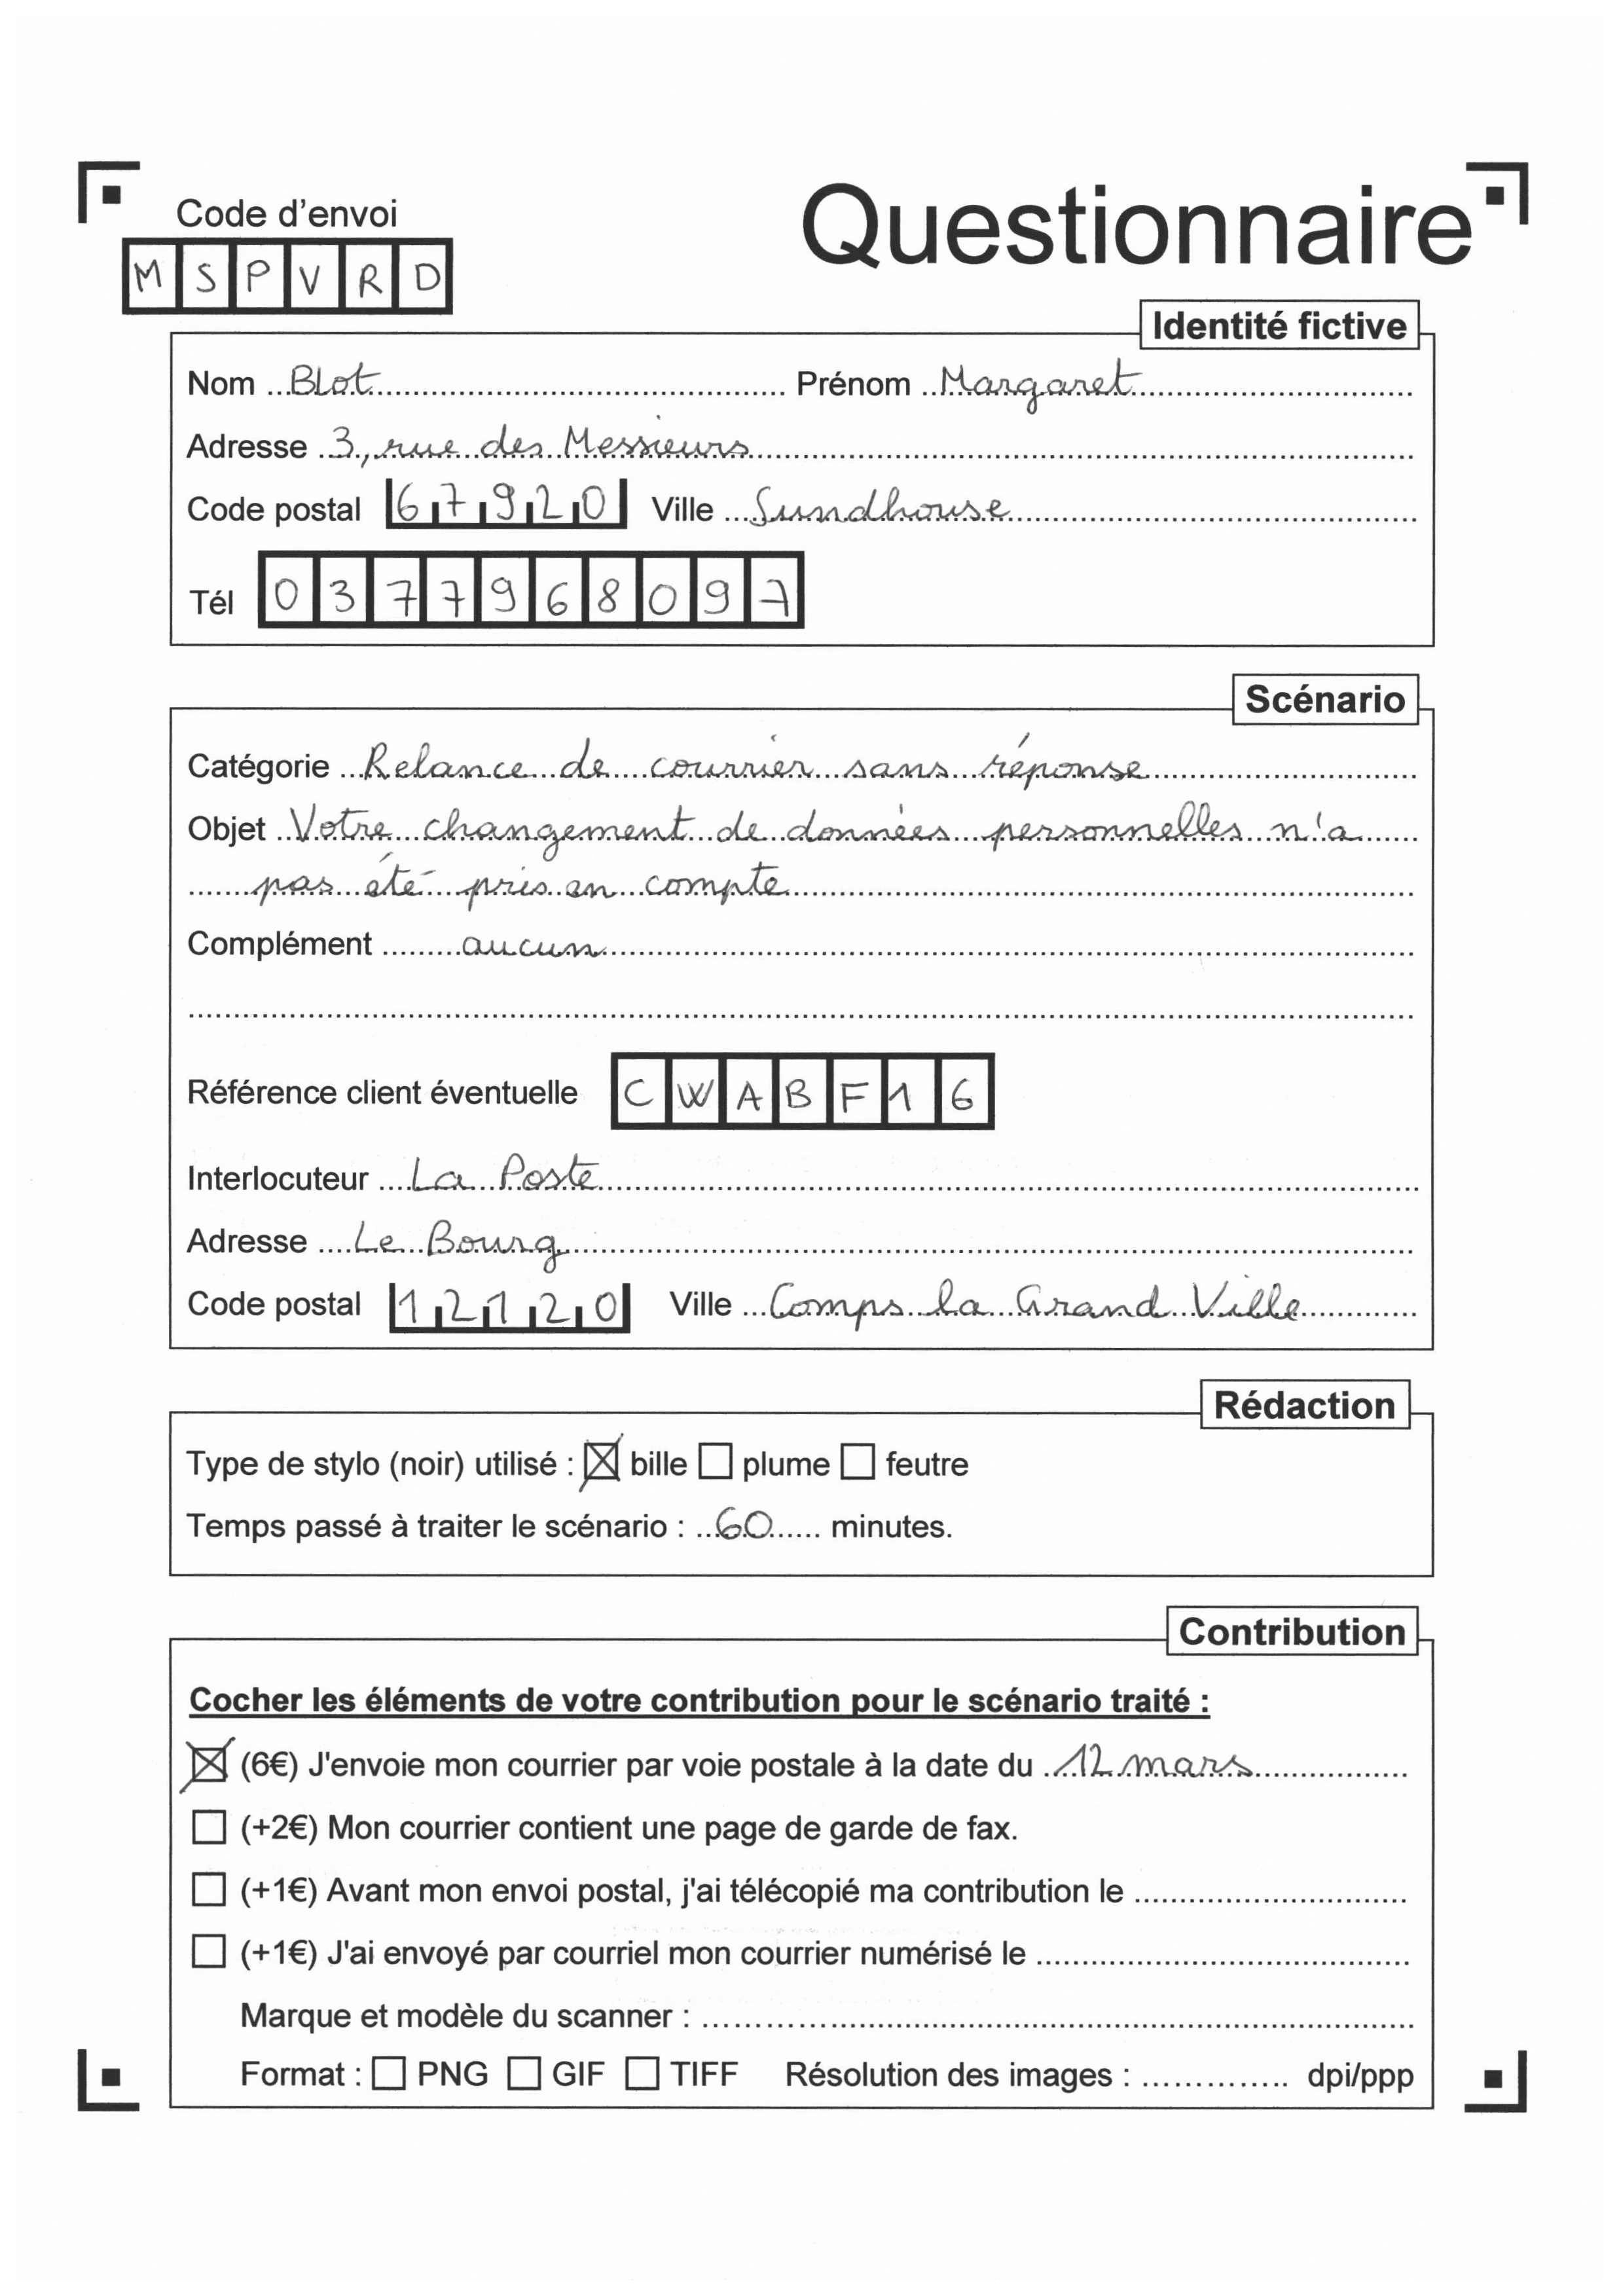 Code d'envoi
Questionnaire
M S P V R D
Identité fictive
Nom Blot Prénom Margaret
Adresse 3, rue des Messieurs
Code postal 67920 Ville Sundhouse
Tél 0377968097
Scénario
Catégorie Relance de courrier sans réponse
Objet Votre changement de données personnelles n'a
pas été pris en compte
Complément aucun
Référence client éventuelle CWABF16
Interlocuteur La Poste
Adresse Le Bourg
Code postal 12120 Ville Comps la Grand Ville
Rédaction
Type de stylo (noir) utilisé : ☒ bille ☐ plume ☐ feutre
Temps passé à traiter le scénario : 60 minutes.
Contribution
Cocher les éléments de votre contribution pour le scénario traité :
☒ (6€) J'envoie mon courrier par voie postale à la date du 12 mars
☐ (+2€) Mon courrier contient une page de garde de fax.
☐ (+1€) Avant mon envoi postal, j'ai télécopié ma contribution le
☐ (+1€) J'ai envoyé par courriel mon courrier numérisé le
Marque et modèle du scanner :
Format : ☐ PNG ☐ GIF ☐ TIFF Résolution des images : dpi/ppp